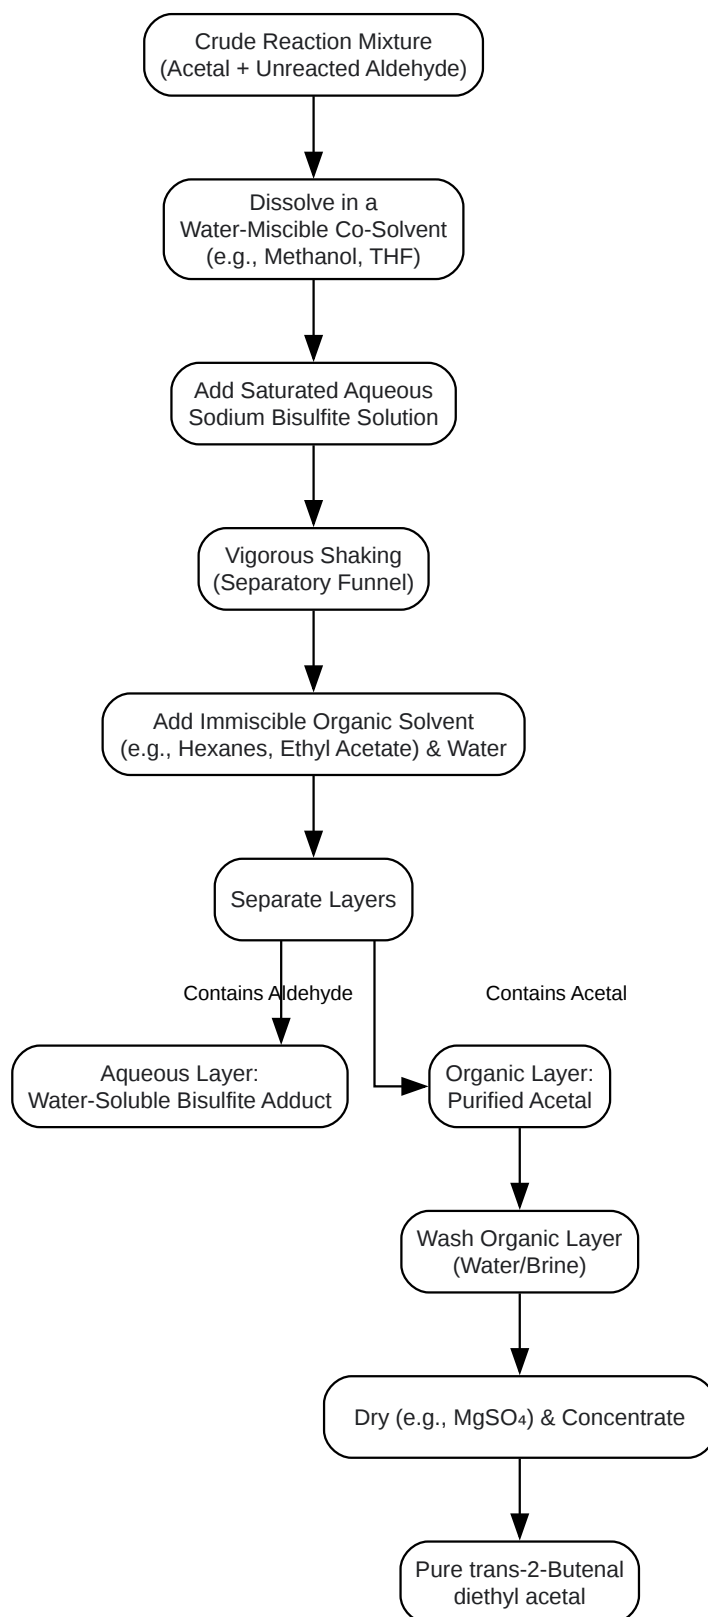 Crude Reaction Mixture
(Acetal + Unreacted Aldehyde)
Dissolve in a
Water-Miscible Co-Solvent
(e.g., Methanol, THF)
Add Saturated Aqueous
Sodium Bisulfite Solution
Vigorous Shaking
(Separatory Funnel)
Add Immiscible Organic Solvent
(e.g., Hexanes, Ethyl Acetate) & Water
Separate Layers
Contains Aldehyde
Contains Acetal
Aqueous Layer:
Water-Soluble Bisulfite Adduct
Organic Layer:
Purified Acetal
Wash Organic Layer
(Water/Brine)
Dry (e.g., MgSO₄) & Concentrate
Pure trans-2-Butenal
diethyl acetal